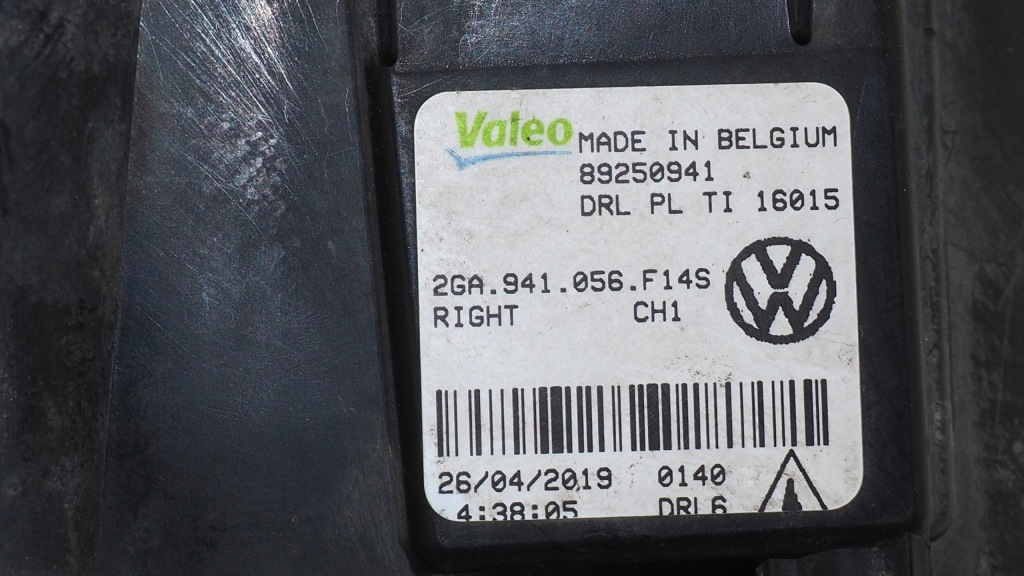 Valeo MADE IN BELGIUM
89250941
DRL PL TI 16015
2GA.941.056.F14S
RIGHT CH1
26/04/2019 0140
4:38:05 DRL6